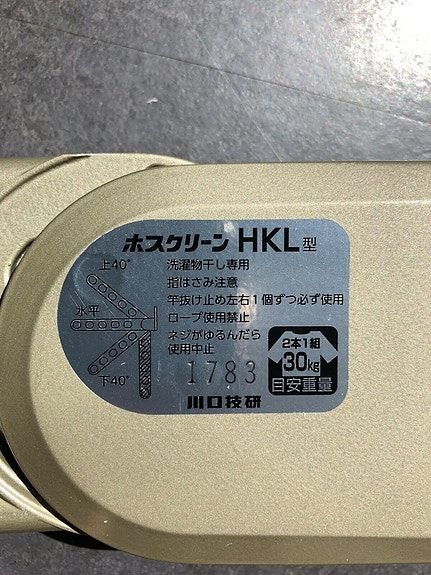 ホスクリーン HKL型
上40°
水平
下40°
洗濯物干し専用
指はさみ注意
竿抜け止め左右1個ずつ必ず使用
ロープ使用禁止
ネジがゆるんだら
使用中止
1783
2本1組
30kg
目安重量
川口技研